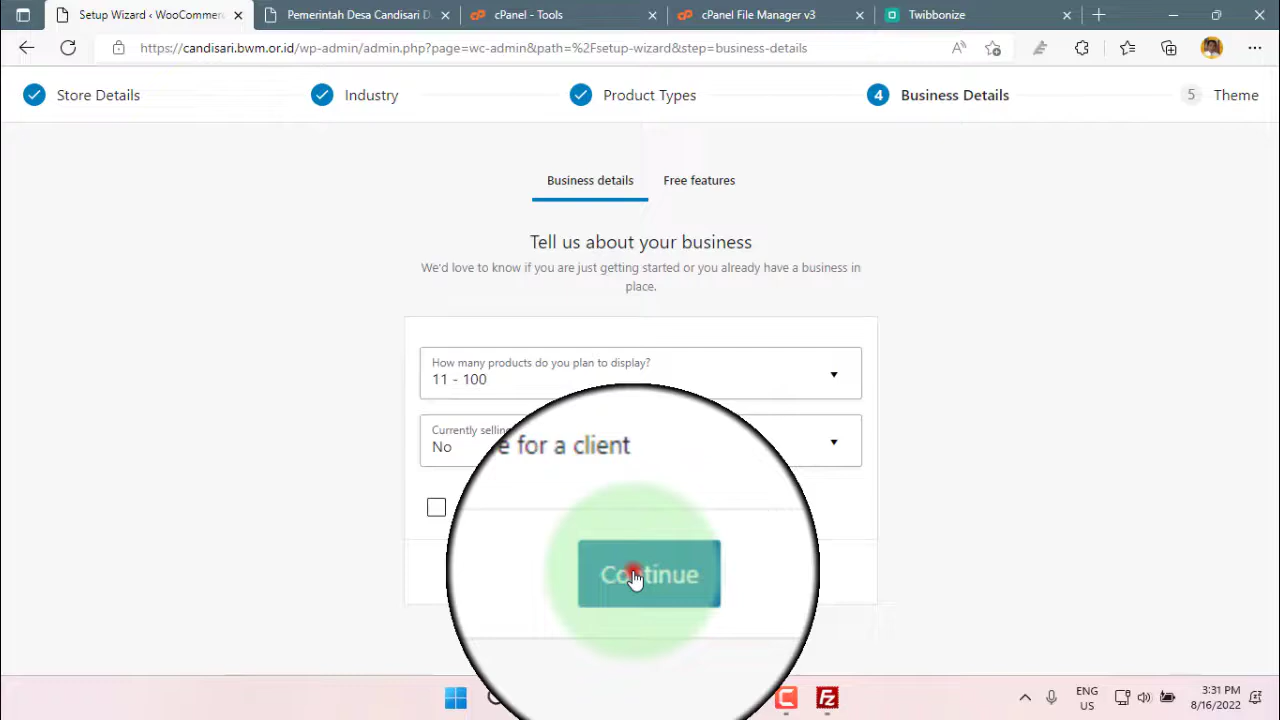 Setup Wizard ‹ WooCommer
Pemerintah Desa Candisari D
cPanel - Tools
cPanel File Manager v3
Twibbonize
https://candisari.bwm.or.id/wp-admin/admin.php?page=wc-admin&path=%2Fsetup-wizard&step=business-details
Store Details
Industry
Product Types
4 Business Details
5 Theme
Business details
Free features
Tell us about your business
We'd love to know if you are just getting started or you already have a business in
place.
How many products do you plan to display?
11 - 100
Currently selling
No
e for a client
Continue
ENG
US
3:31 PM
8/16/2022